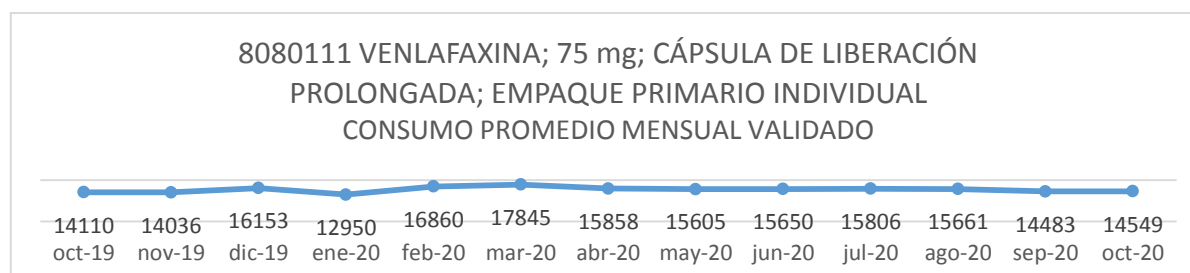 8080111 VENLAFAXINA; 75 mg; CÁPSULA DE LIBERACIÓN
PROLONGADA; EMPAQUE PRIMARIO INDIVIDUAL
CONSUMO PROMEDIO MENSUAL VALIDADO
14110 14036 16153 12950 16860 17845 15858 15605 15650 15806 15661 14483 14549
oct-19 nov-19 dic-19 ene-20 feb-20 mar-20 abr-20 may-20 jun-20 jul-20 ago-20 sep-20 oct-20